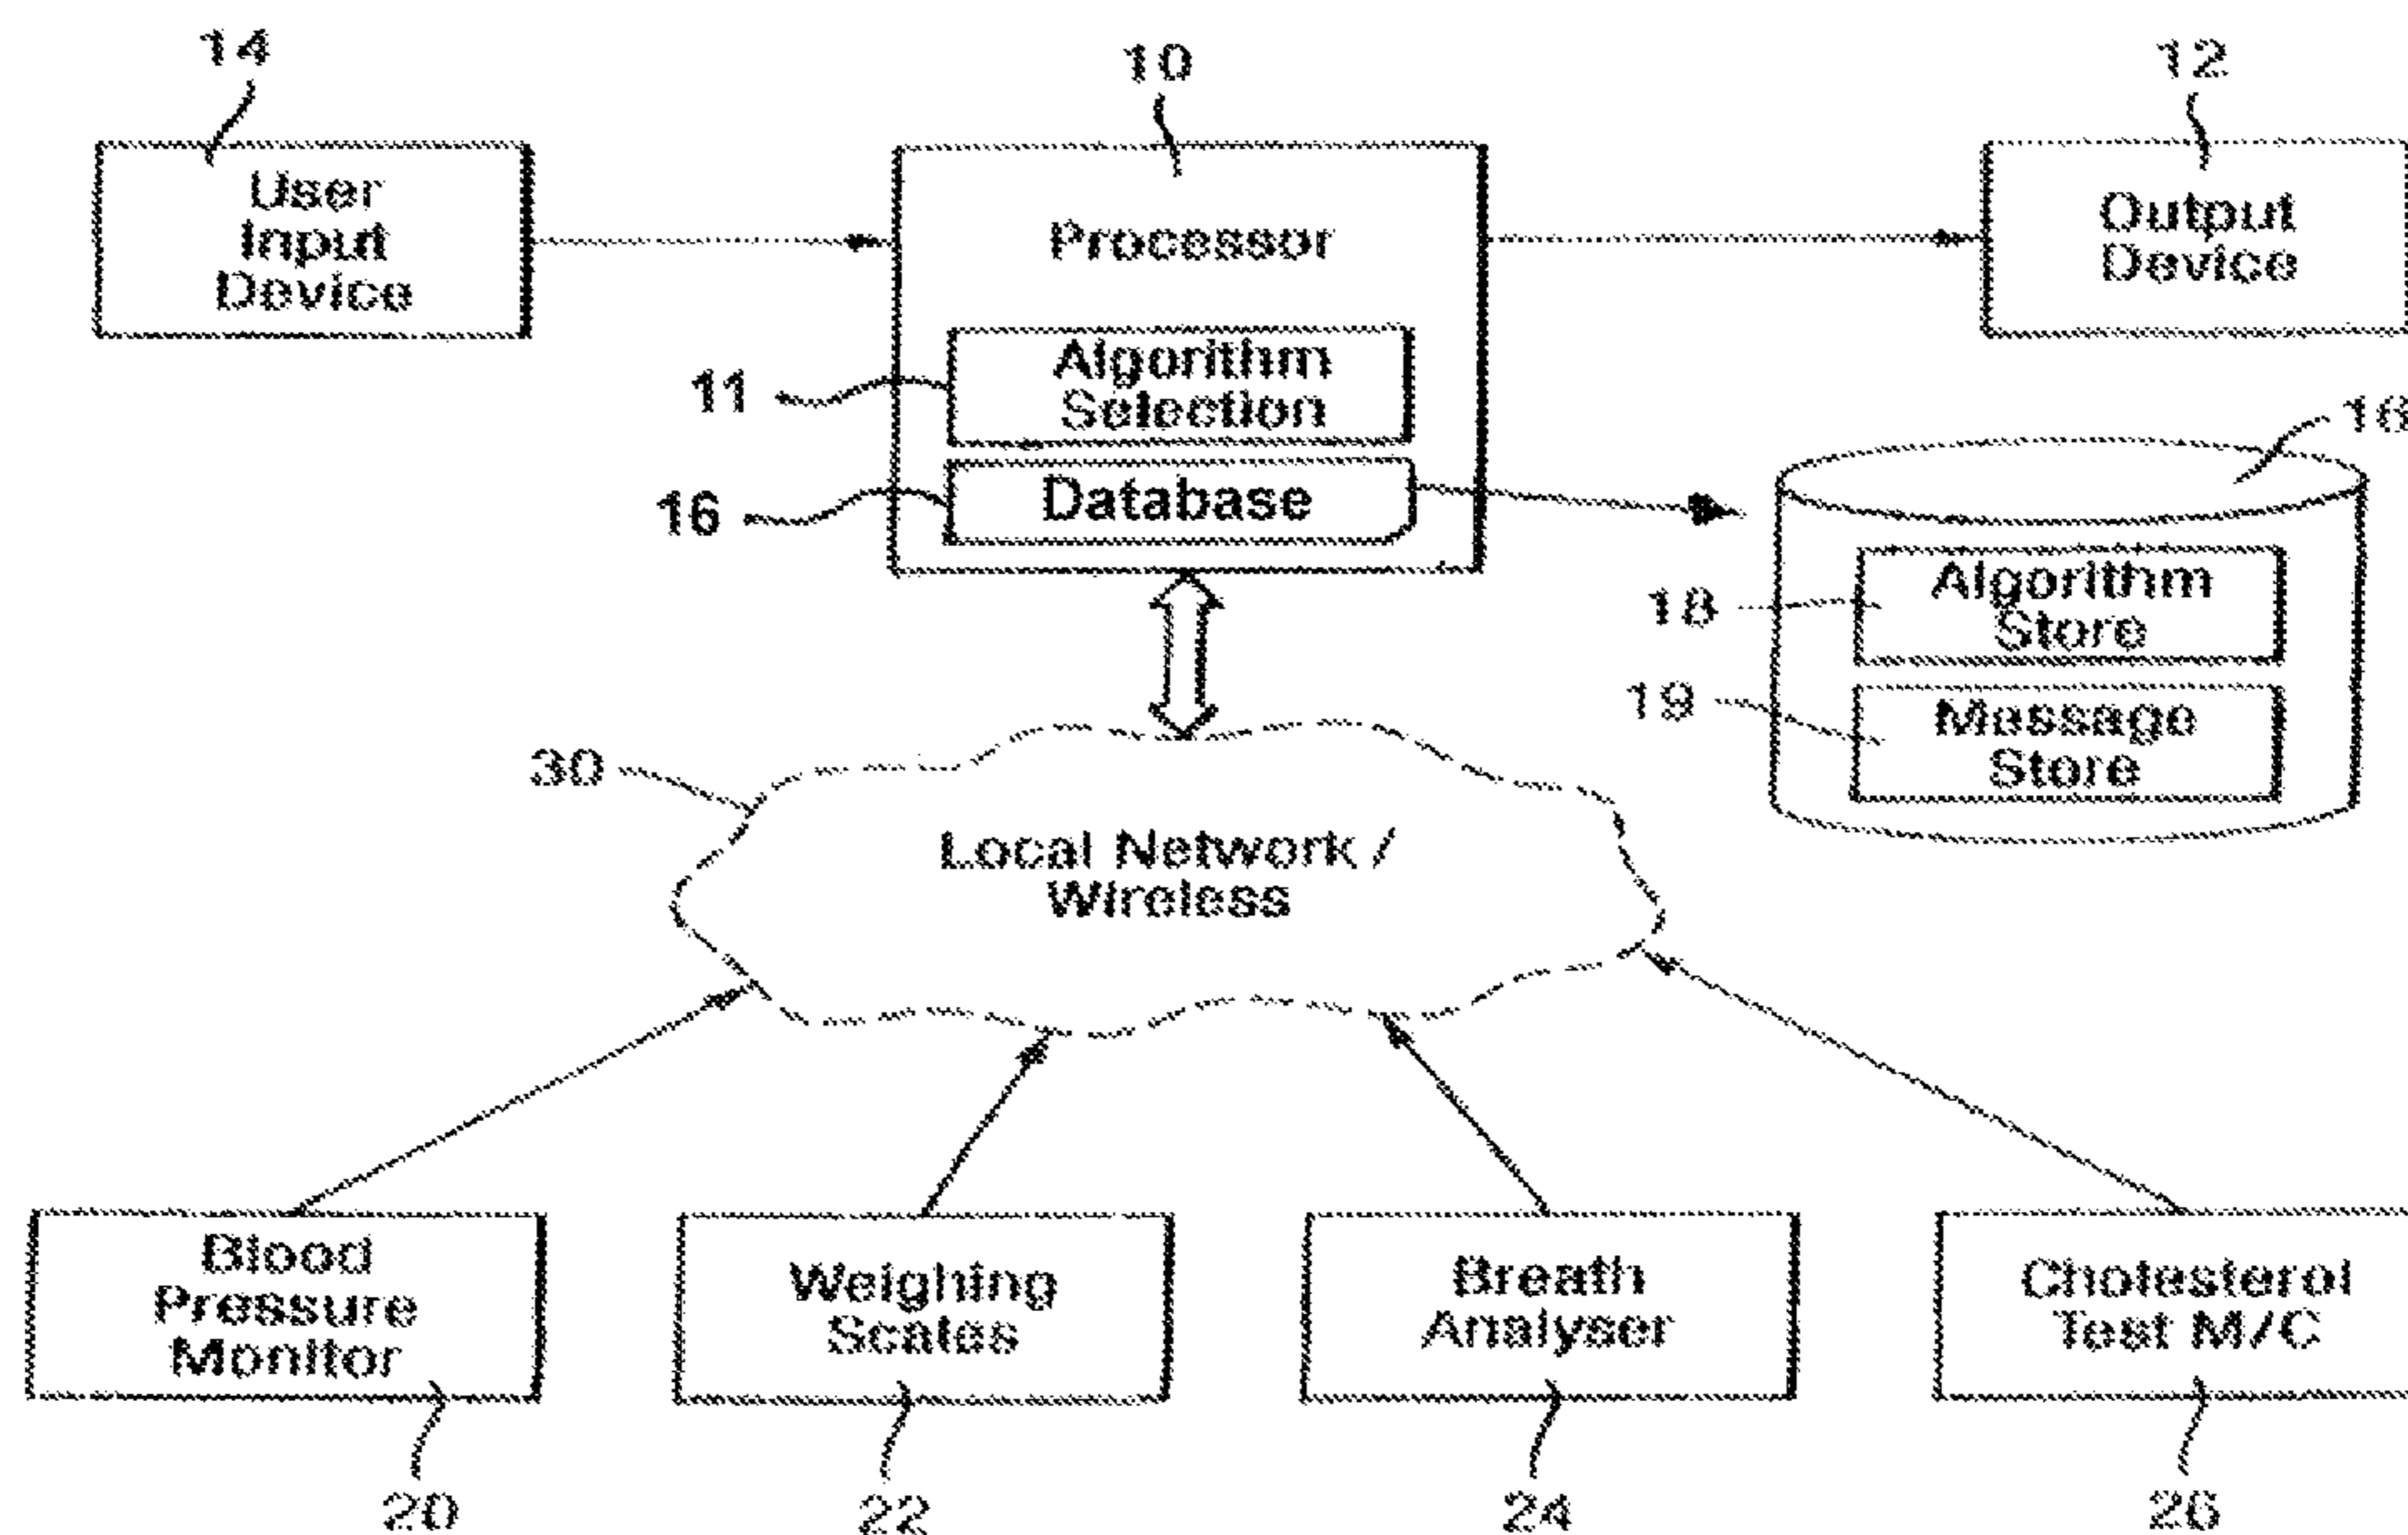 14
10
12
User
Input
Device
Processor
Output
Device
11
Algorithm
Selection
16
16
Database
18
Algorithm
Store
19
Message
Store
30
Local Network /
Wireless
Blood
Pressure
Monitor
Weighing
Scales
Breath
Analyser
Cholesterol
Test M/C
20
22
24
26